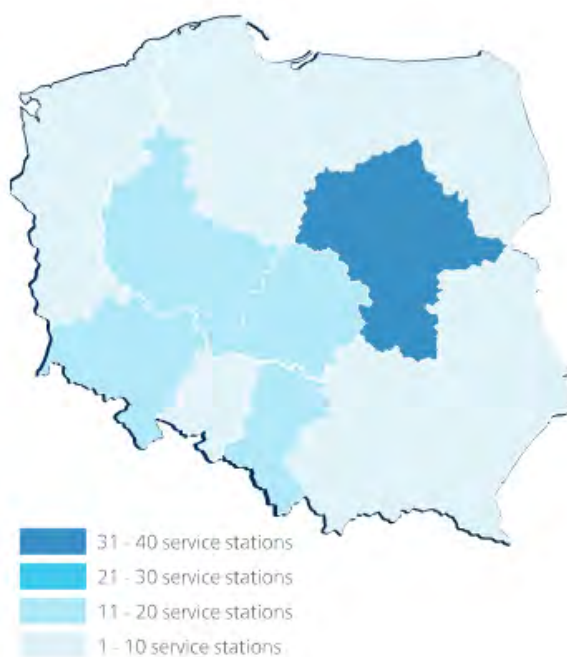 31 - 40 service stations
21 - 30 service stations
11 - 20 service stations
1 - 10 service stations